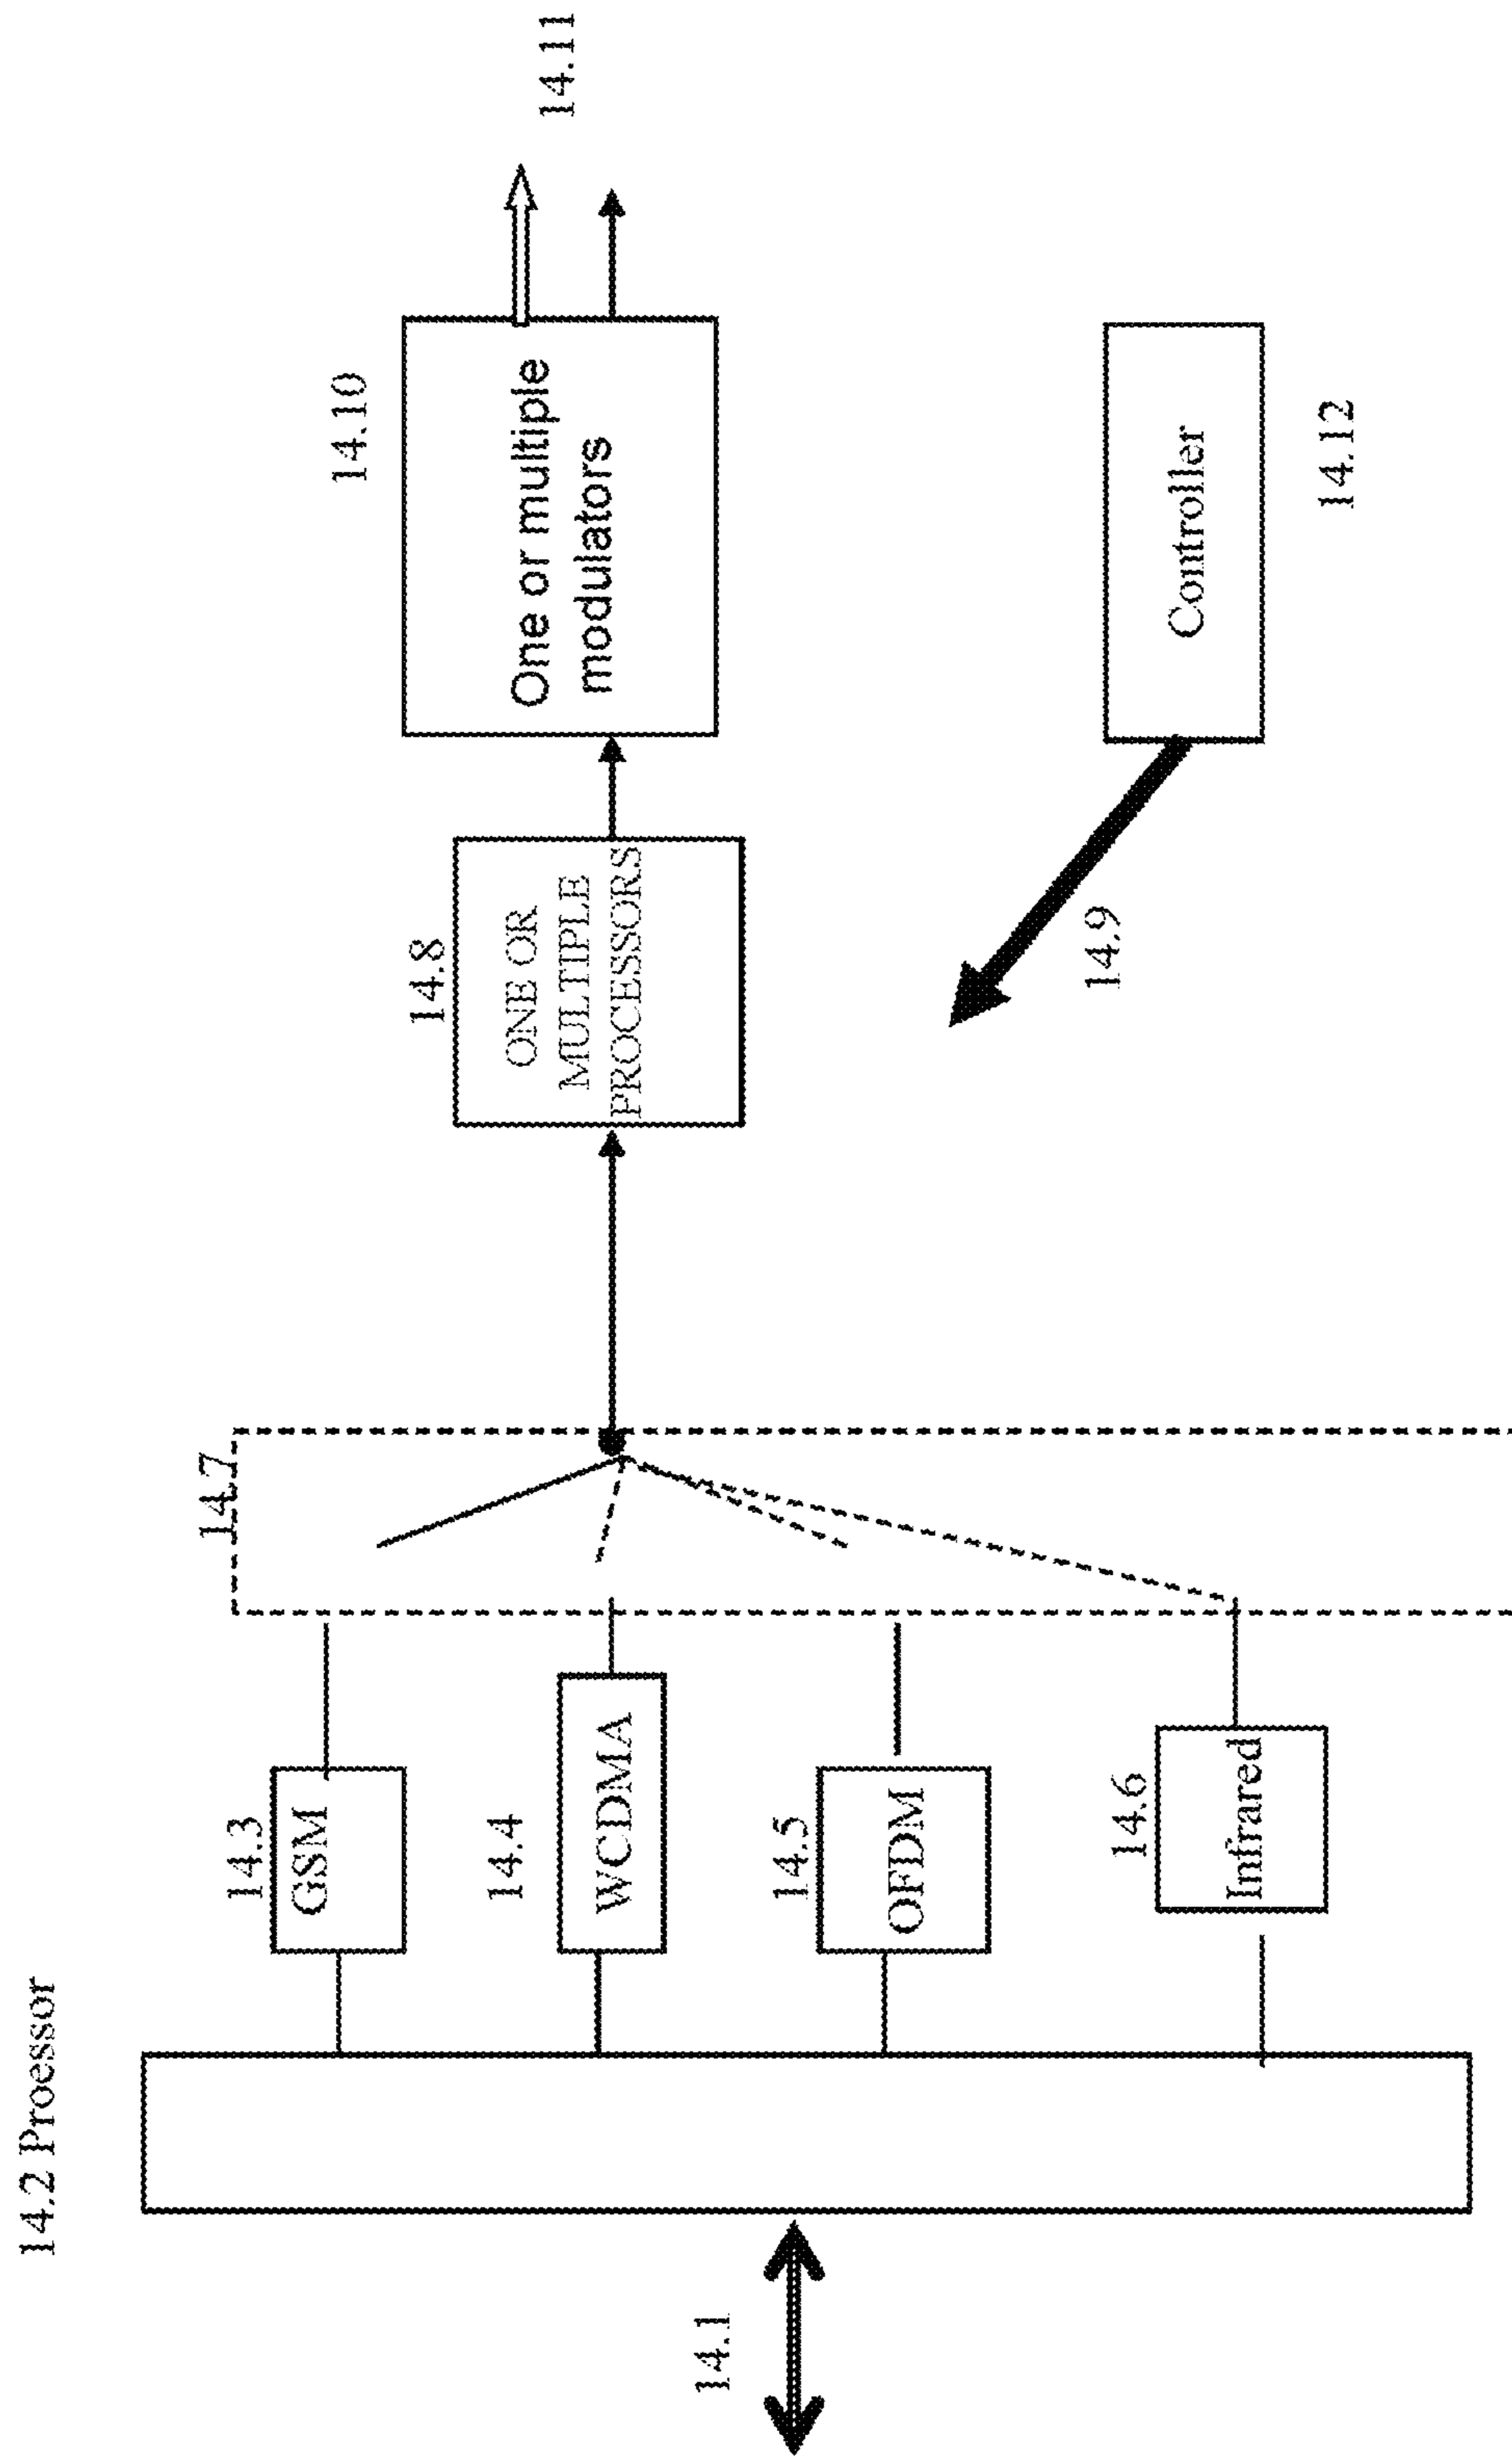 14.2 Proessor
14.1
14.3
GSM
14.4
WCDMA
14.5
OFDM
14.6
Infrared
14.7
14.8
ONE OR
MULTIPLE
PROCESSORS
14.9
14.10
One or multiple
modulators
14.11
Controller
14.12